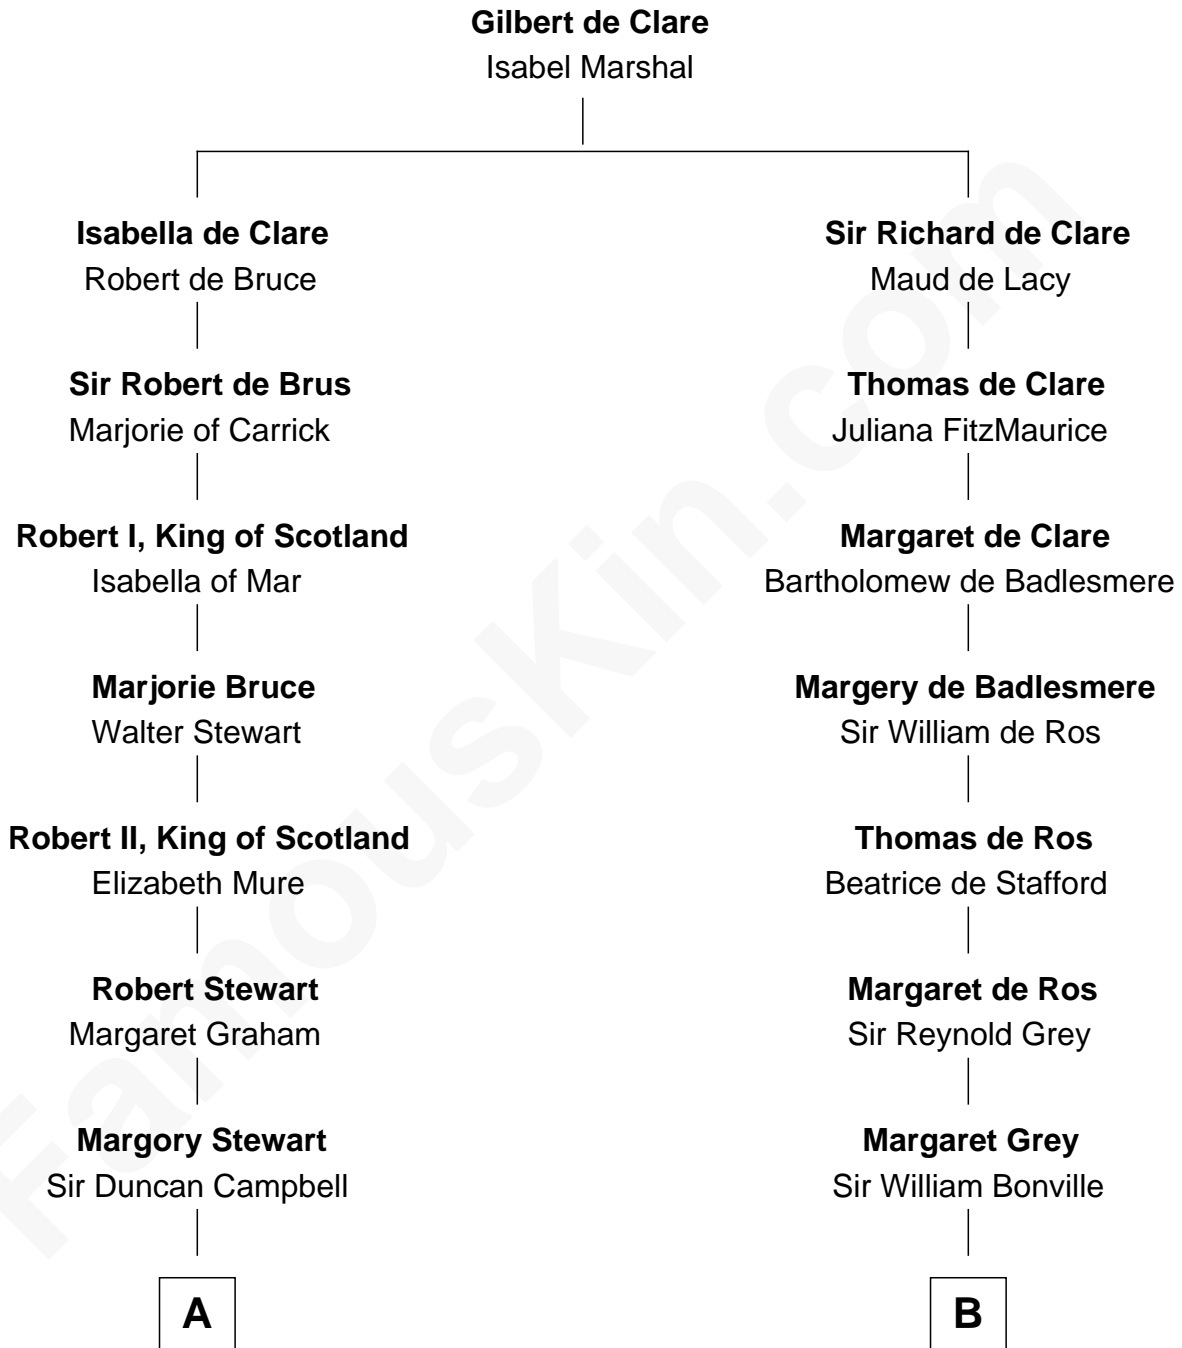 Gilbert de Clare
Isabel Marshal
Isabella de Clare
Robert de Bruce
Sir Richard de Clare
Maud de Lacy
Sir Robert de Brus
Marjorie of Carrick
Thomas de Clare
Juliana FitzMaurice
Robert I, King of Scotland
Isabella of Mar
Margaret de Clare
Bartholomew de Badlesmere
Marjorie Bruce
Walter Stewart
Margery de Badlesmere
Sir William de Ros
Robert II, King of Scotland
Elizabeth Mure
Thomas de Ros
Beatrice de Stafford
Robert Stewart
Margaret Graham
Margaret de Ros
Sir Reynold Grey
Margory Stewart
Sir Duncan Campbell
Margaret Grey
Sir William Bonville
A
B
FamousKin.com